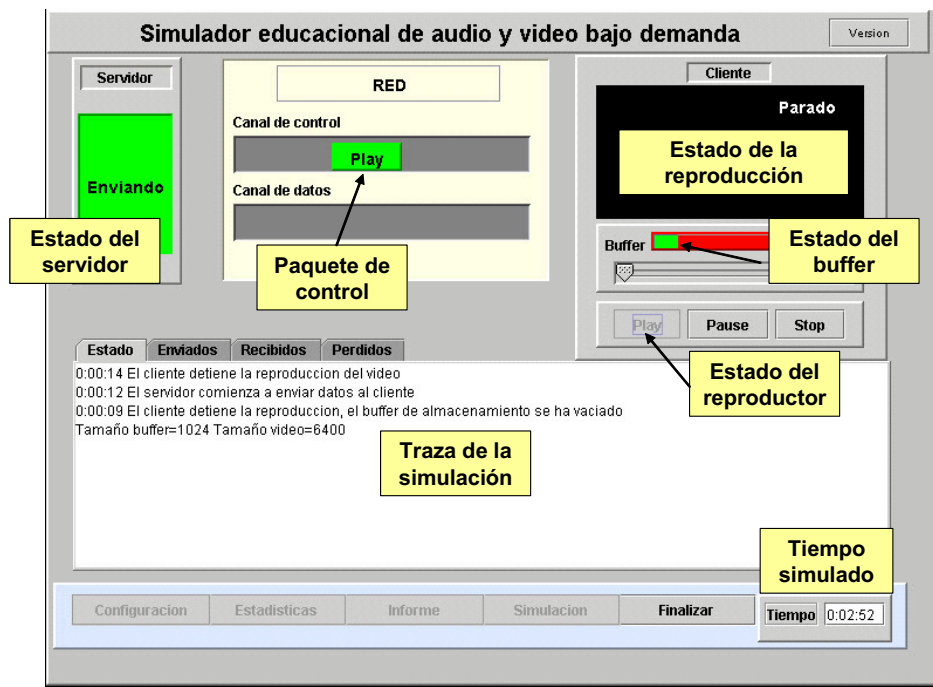 Simulador educacional de audio y video bajo demanda
Version
Servidor
Enviando
Estado del
servidor
RED
Canal de control
Play
Canal de datos
Paquete de
control
Cliente
Parado
Estado de la
reproducción
Buffer
Estado del
buffer
Play
Pause
Stop
Estado del
reproductor
Estado
Enviados
Recibidos
Perdidos
0:00:14 El cliente detiene la reproduccion del video
0:00:12 El servidor comienza a enviar datos al cliente
0:00:09 El cliente detiene la reproduccion, el buffer de almacenamiento se ha vaciado
Tamaño buffer=1024 Tamaño video=6400
Traza de la
simulación
Tiempo
simulado
Configuracion
Estadisticas
Informe
Simulacion
Finalizar
Tiempo
0:02:52